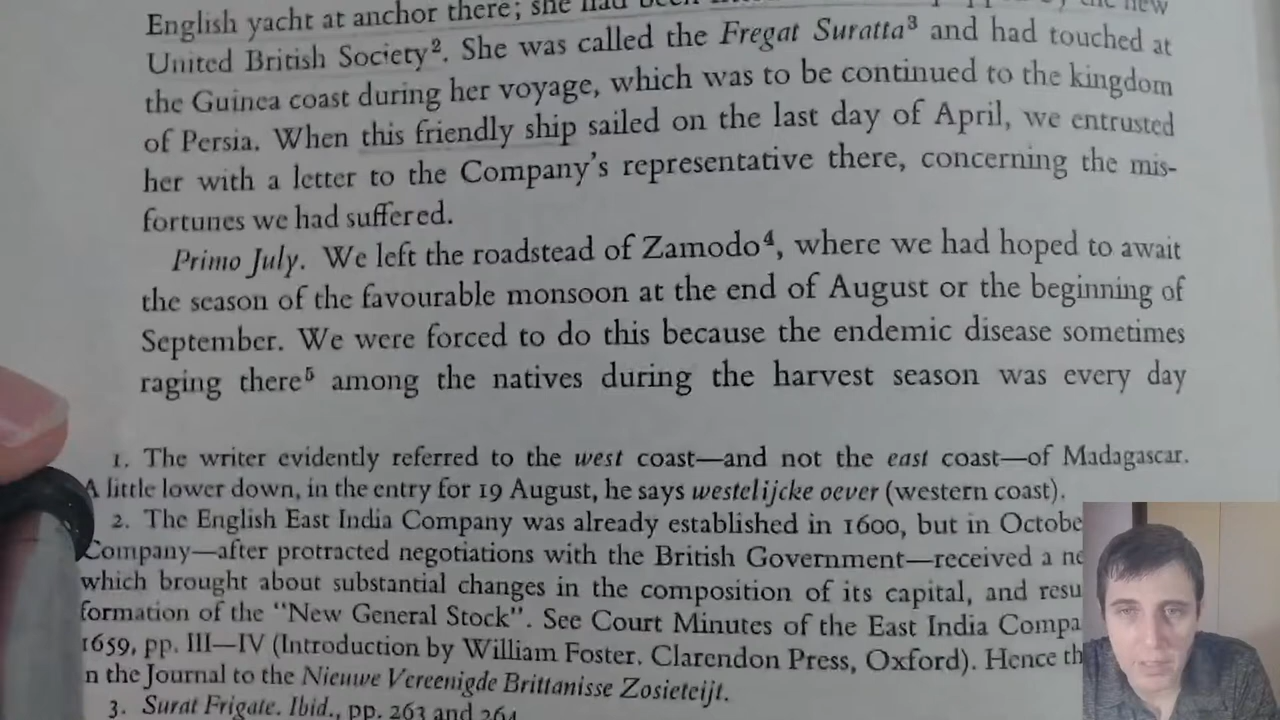 English yacht at anchor there; she had been
new
United British Society². She was called the Fregat Suratta³ and had touched at
the Guinea coast during her voyage, which was to be continued to the kingdom
of Persia. When this friendly ship sailed on the last day of April, we entrusted
her with a letter to the Company's representative there, concerning the mis-
fortunes we had suffered.
Primo July. We left the roadstead of Zamodo⁴, where we had hoped to await
the season of the favourable monsoon at the end of August or the beginning of
September. We were forced to do this because the endemic disease sometimes
raging there⁵ among the natives during the harvest season was every day
1. The writer evidently referred to the west coast—and not the east coast—of Madagascar.
A little lower down, in the entry for 19 August, he says westelijcke oever (western coast).
2. The English East India Company was already established in 1600, but in Octobe
Company—after protracted negotiations with the British Government—received a ne
which brought about substantial changes in the composition of its capital, and resu
formation of the "New General Stock". See Court Minutes of the East India Compa
1659, pp. III—IV (Introduction by William Foster, Clarendon Press, Oxford). Hence th
n the Journal to the Nieuwe Vereenigde Brittanisse Zosieteijt.
3. Surat Frigate. Ibid., pp. 263 and 264